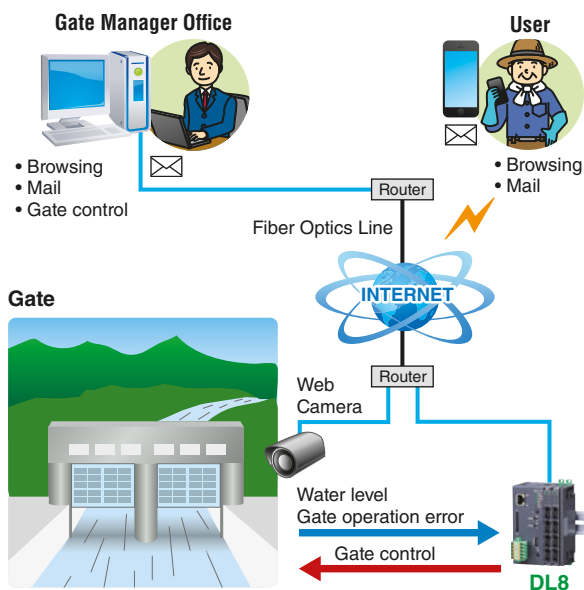 Gate Manager Office
User
• Browsing
• Mail
• Gate control
• Browsing
• Mail
Router
Fiber Optics Line
INTERNET
Gate
Router
Web
Camera
Water level
Gate operation error
Gate control
DL8